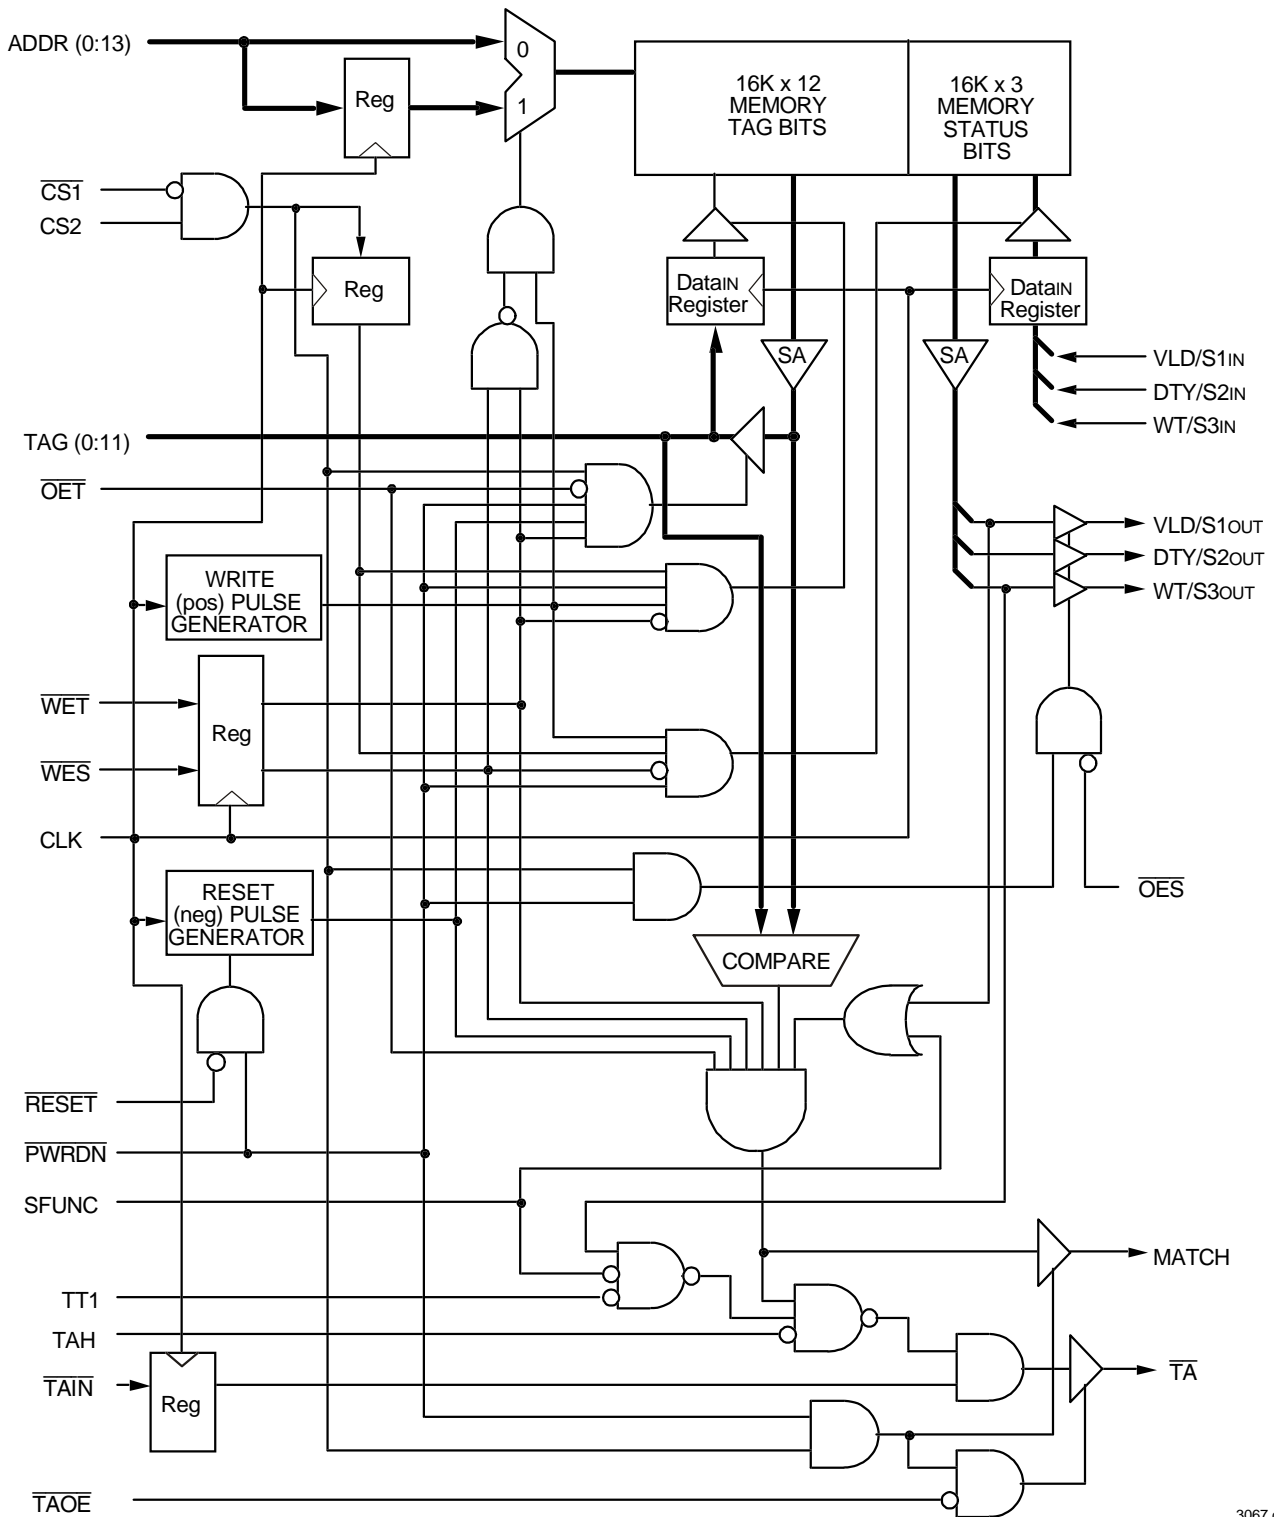 ADDR (0:13)
0
1
Reg
16K x 12
MEMORY
TAG BITS
16K x 3
MEMORY
STATUS
BITS
CS1
CS2
Reg
DataIN
Register
DataIN
Register
SA
SA
VLD/S1IN
DTY/S2IN
WT/S3IN
TAG (0:11)
OET
VLD/S1OUT
DTY/S2OUT
WT/S3OUT
WRITE
(pos) PULSE
GENERATOR
WET
Reg
WES
CLK
RESET
(neg) PULSE
GENERATOR
OES
COMPARE
RESET
PWRDN
SFUNC
MATCH
TT1
TAH
TA
TAIN
Reg
TAOE
3067